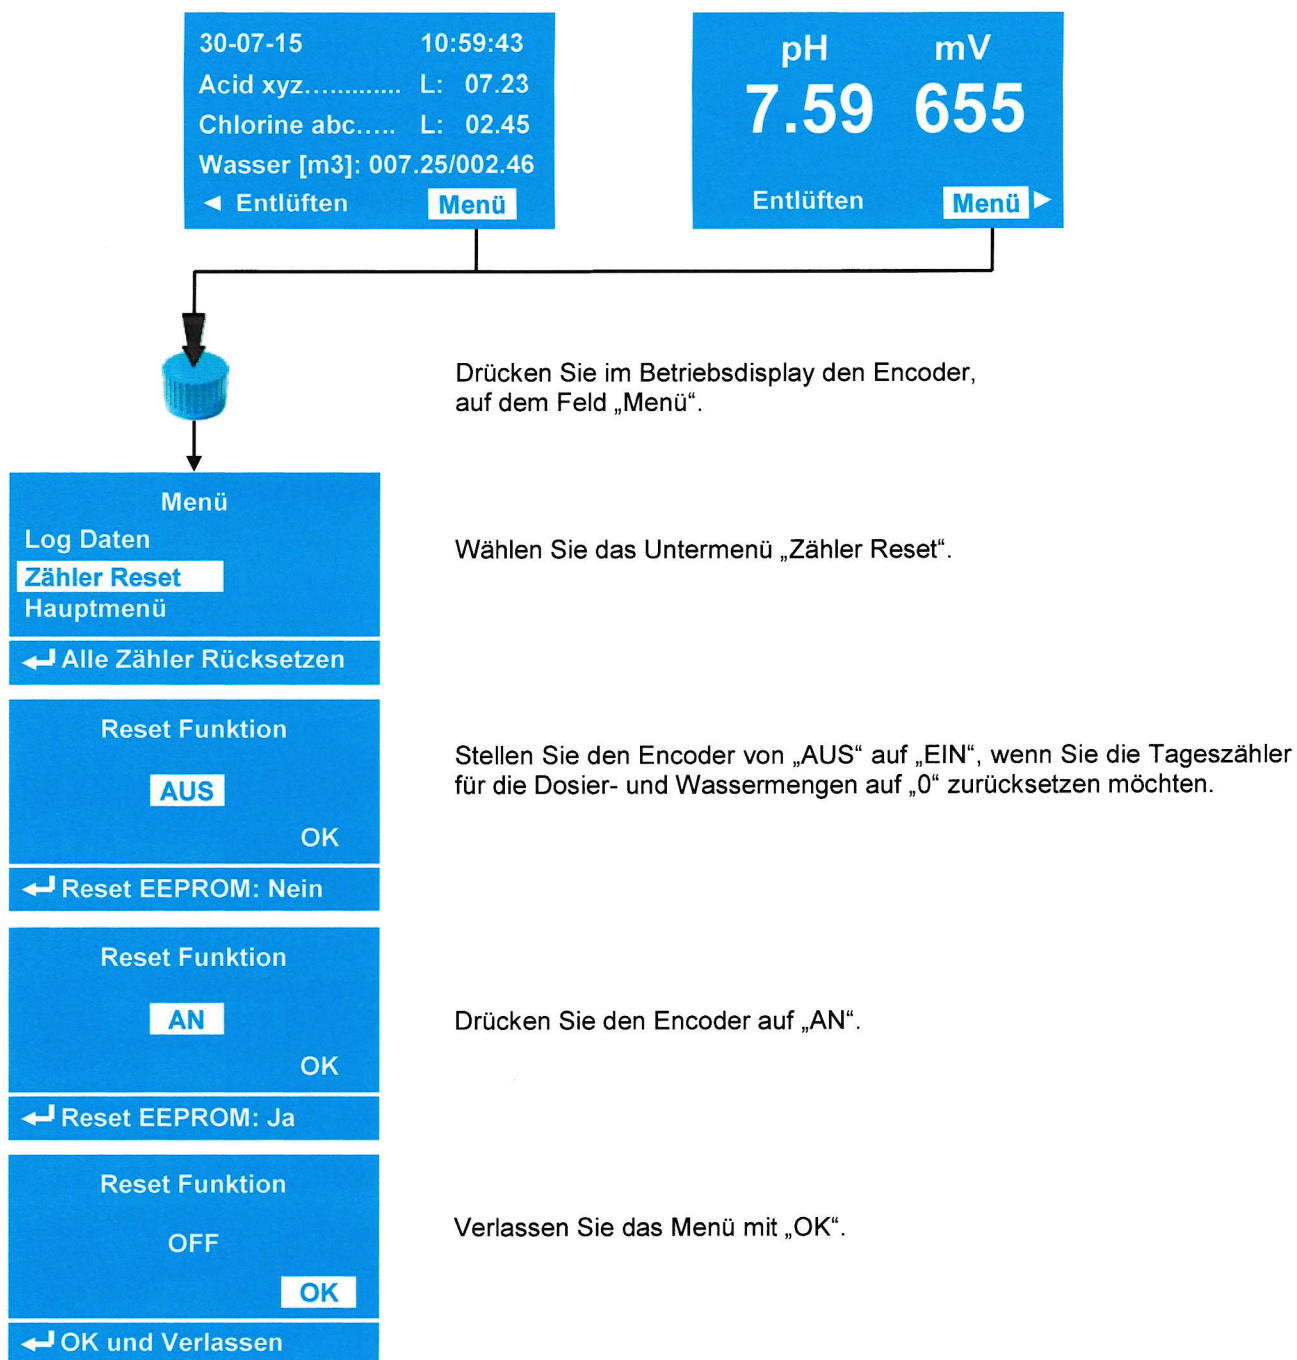 30-07-15 10:59:43
Acid xyz............. L: 07.23
Chlorine abc..... L: 02.45
Wasser [m3]: 007.25/002.46
◄ Entlüften Menü
pH mV
7.59 655
Entlüften Menü ►
Drücken Sie im Betriebsdisplay den Encoder,
auf dem Feld „Menü“.
Menü
Log Daten
Zähler Reset
Hauptmenü
Alle Zähler Rücksetzen
Wählen Sie das Untermenü „Zähler Reset“.
Reset Funktion
AUS
OK
Reset EEPROM: Nein
Stellen Sie den Encoder von „AUS“ auf „EIN“, wenn Sie die Tageszähler
für die Dosier- und Wassermengen auf „0“ zurücksetzen möchten.
Reset Funktion
AN
OK
Reset EEPROM: Ja
Drücken Sie den Encoder auf „AN“.
Reset Funktion
OFF
OK
OK und Verlassen
Verlassen Sie das Menü mit „OK“.